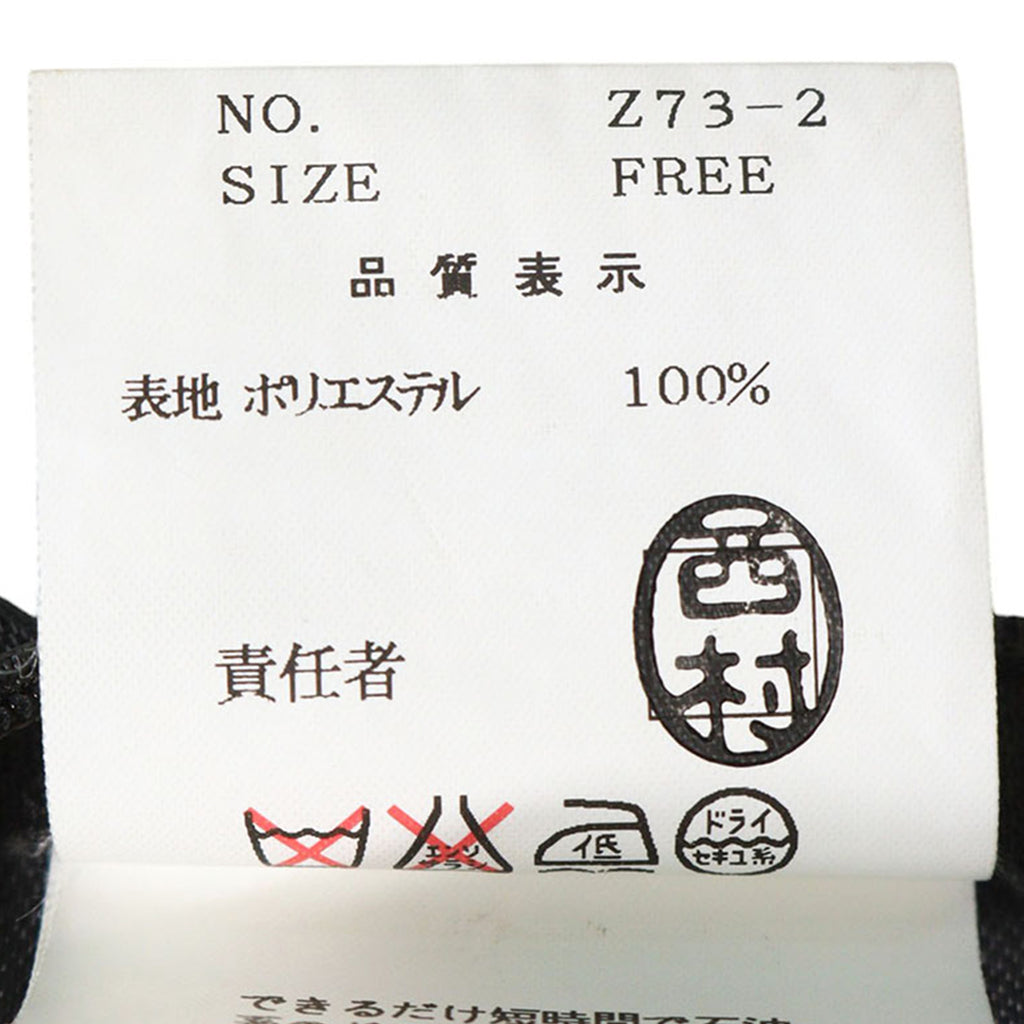 NO. Z73-2
SIZE FREE
品質表示
表地 ポリエステル 100%
西村
責任者
エンソ
低
ドライ
セキユ系
できるだけ短時間で石油